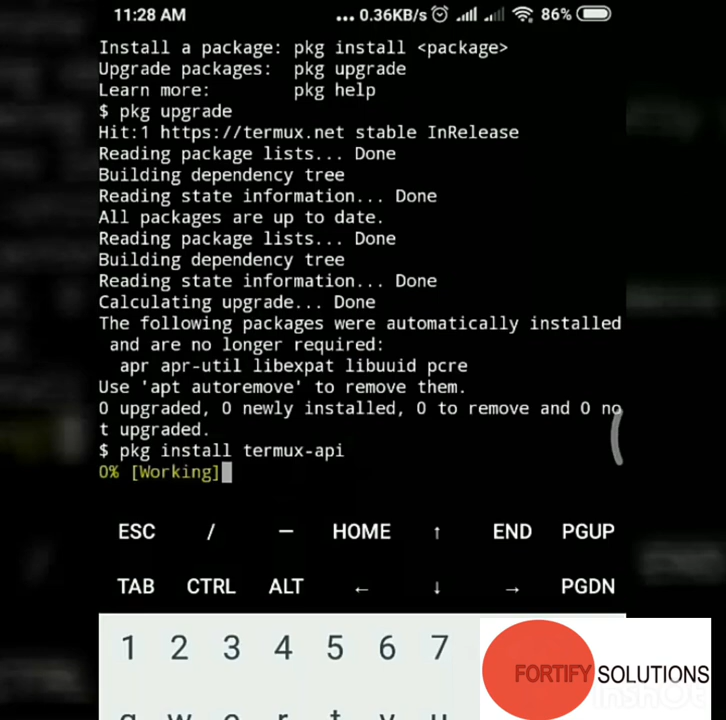 11:28 AM ... 0.36KB/s 86%
Install a package: pkg install <package>
Upgrade packages: pkg upgrade
Learn more: pkg help
$ pkg upgrade
Hit:1 https://termux.net stable InRelease
Reading package lists... Done
Building dependency tree
Reading state information... Done
All packages are up to date.
Reading package lists... Done
Building dependency tree
Reading state information... Done
Calculating upgrade... Done
The following packages were automatically installed
and are no longer required:
apr apr-util libexpat libuuid pcre
Use 'apt autoremove' to remove them.
0 upgraded, 0 newly installed, 0 to remove and 0 no
t upgraded.
$ pkg install termux-api
0% [Working]
ESC / — HOME ↑ END PGUP
TAB CTRL ALT ← ↓ → PGDN
1 2 3 4 5 6 7
q w e r t y u
FORTIFY SOLUTIONS
InShOt